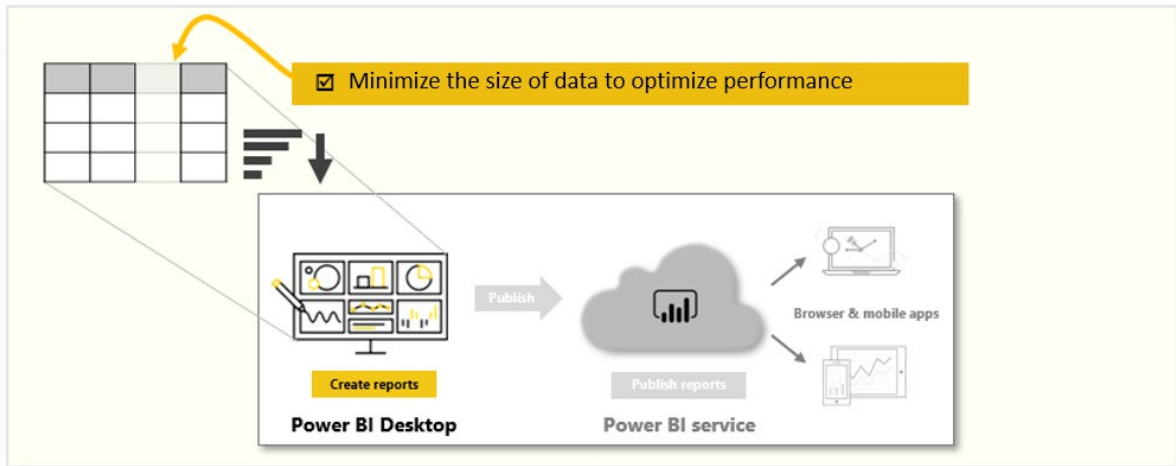 Minimize the size of data to optimize performance
Publish
Browser & mobile apps
Create reports
Publish reports
Power BI Desktop
Power BI service